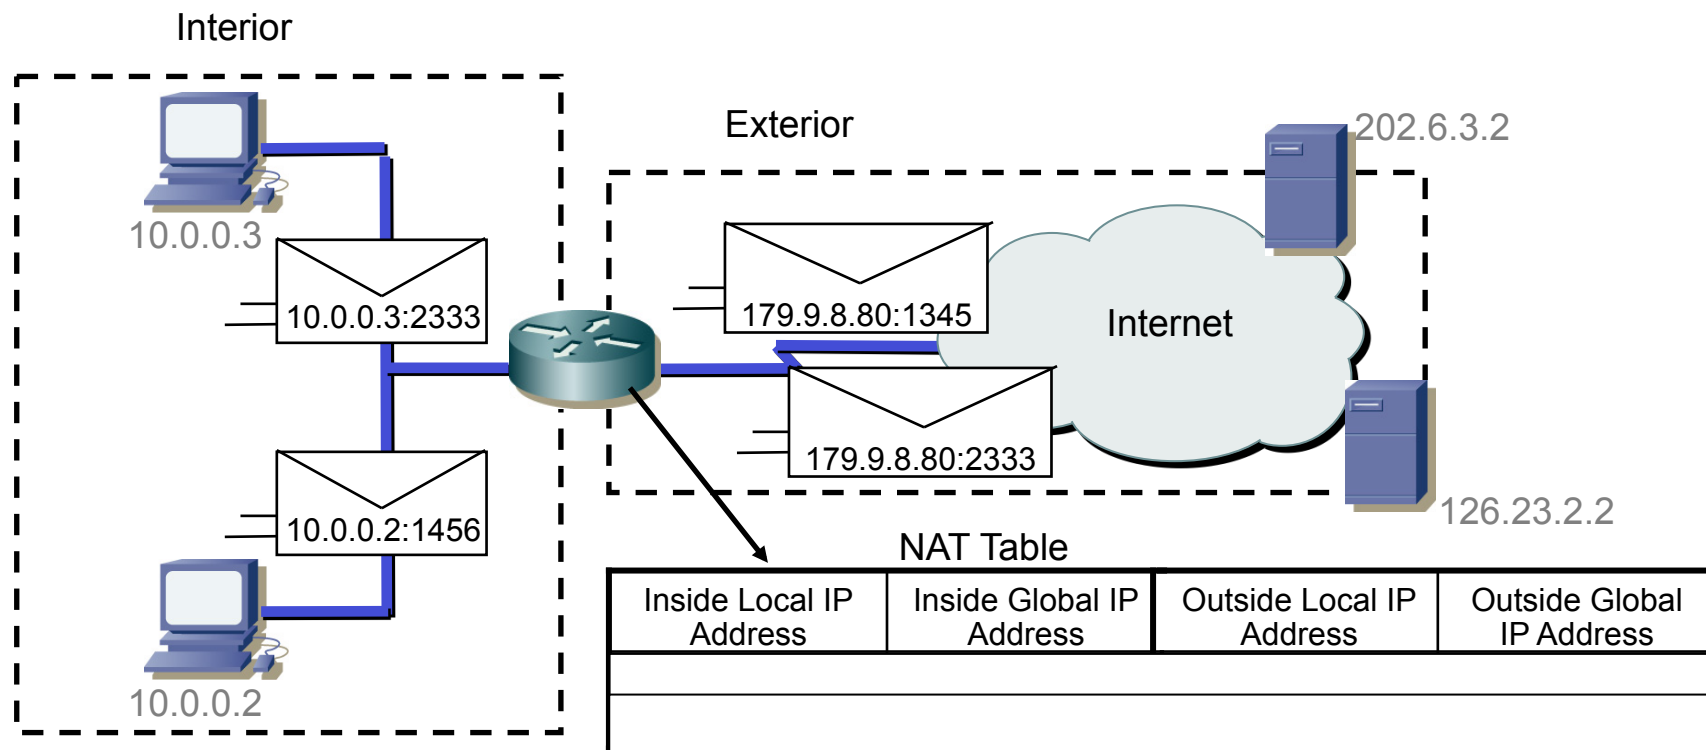 Interior
Exterior
202.6.3.2
10.0.0.3
10.0.0.3:2333
179.9.8.80:1345
Internet
179.9.8.80:2333
10.0.0.2:1456
126.23.2.2
10.0.0.2
NAT Table
Inside Local IP
Address
Inside Global IP
Address
Outside Local IP
Address
Outside Global
IP Address